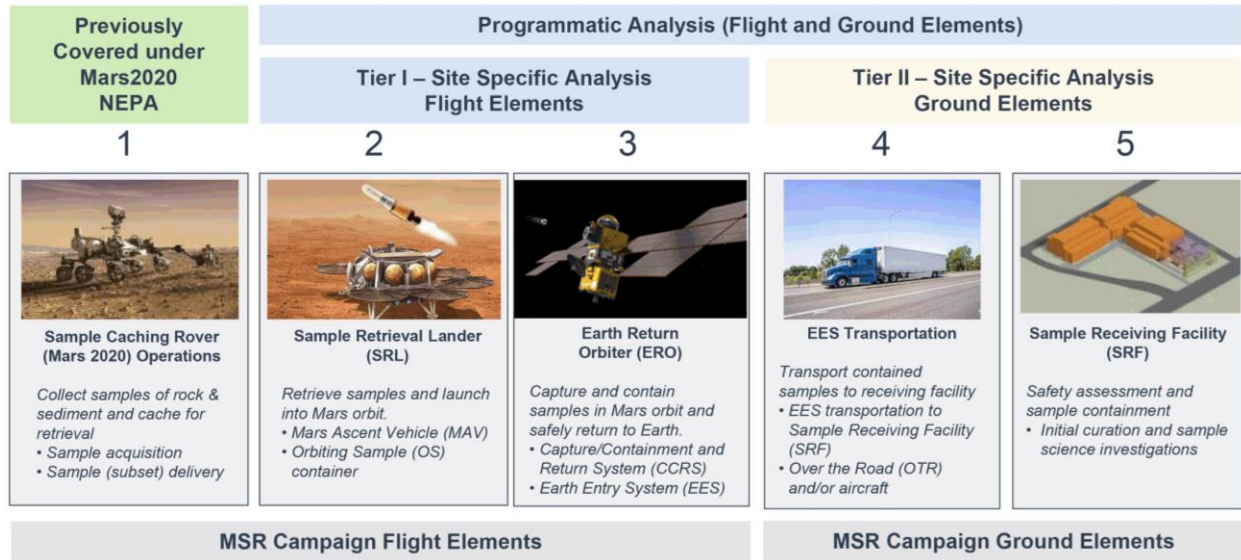 Previously
Covered under
Mars2020
NEPA
Programmatic Analysis (Flight and Ground Elements)
Tier I – Site Specific Analysis
Flight Elements
Tier II – Site Specific Analysis
Ground Elements
1
2
3
4
5
Sample Caching Rover
(Mars 2020) Operations
Collect samples of rock &
sediment and cache for
retrieval
• Sample acquisition
• Sample (subset) delivery
Sample Retrieval Lander
(SRL)
Retrieve samples and launch
into Mars orbit.
• Mars Ascent Vehicle (MAV)
• Orbiting Sample (OS)
container
Earth Return
Orbiter (ERO)
Capture and contain
samples in Mars orbit and
safely return to Earth.
• Capture/Containment and
Return System (CCRS)
• Earth Entry System (EES)
EES Transportation
Transport contained
samples to receiving facility
• EES transportation to
Sample Receiving Facility
(SRF)
• Over the Road (OTR)
and/or aircraft
Sample Receiving Facility
(SRF)
Safety assessment and
sample containment
• Initial curation and sample
science investigations
MSR Campaign Flight Elements
MSR Campaign Ground Elements